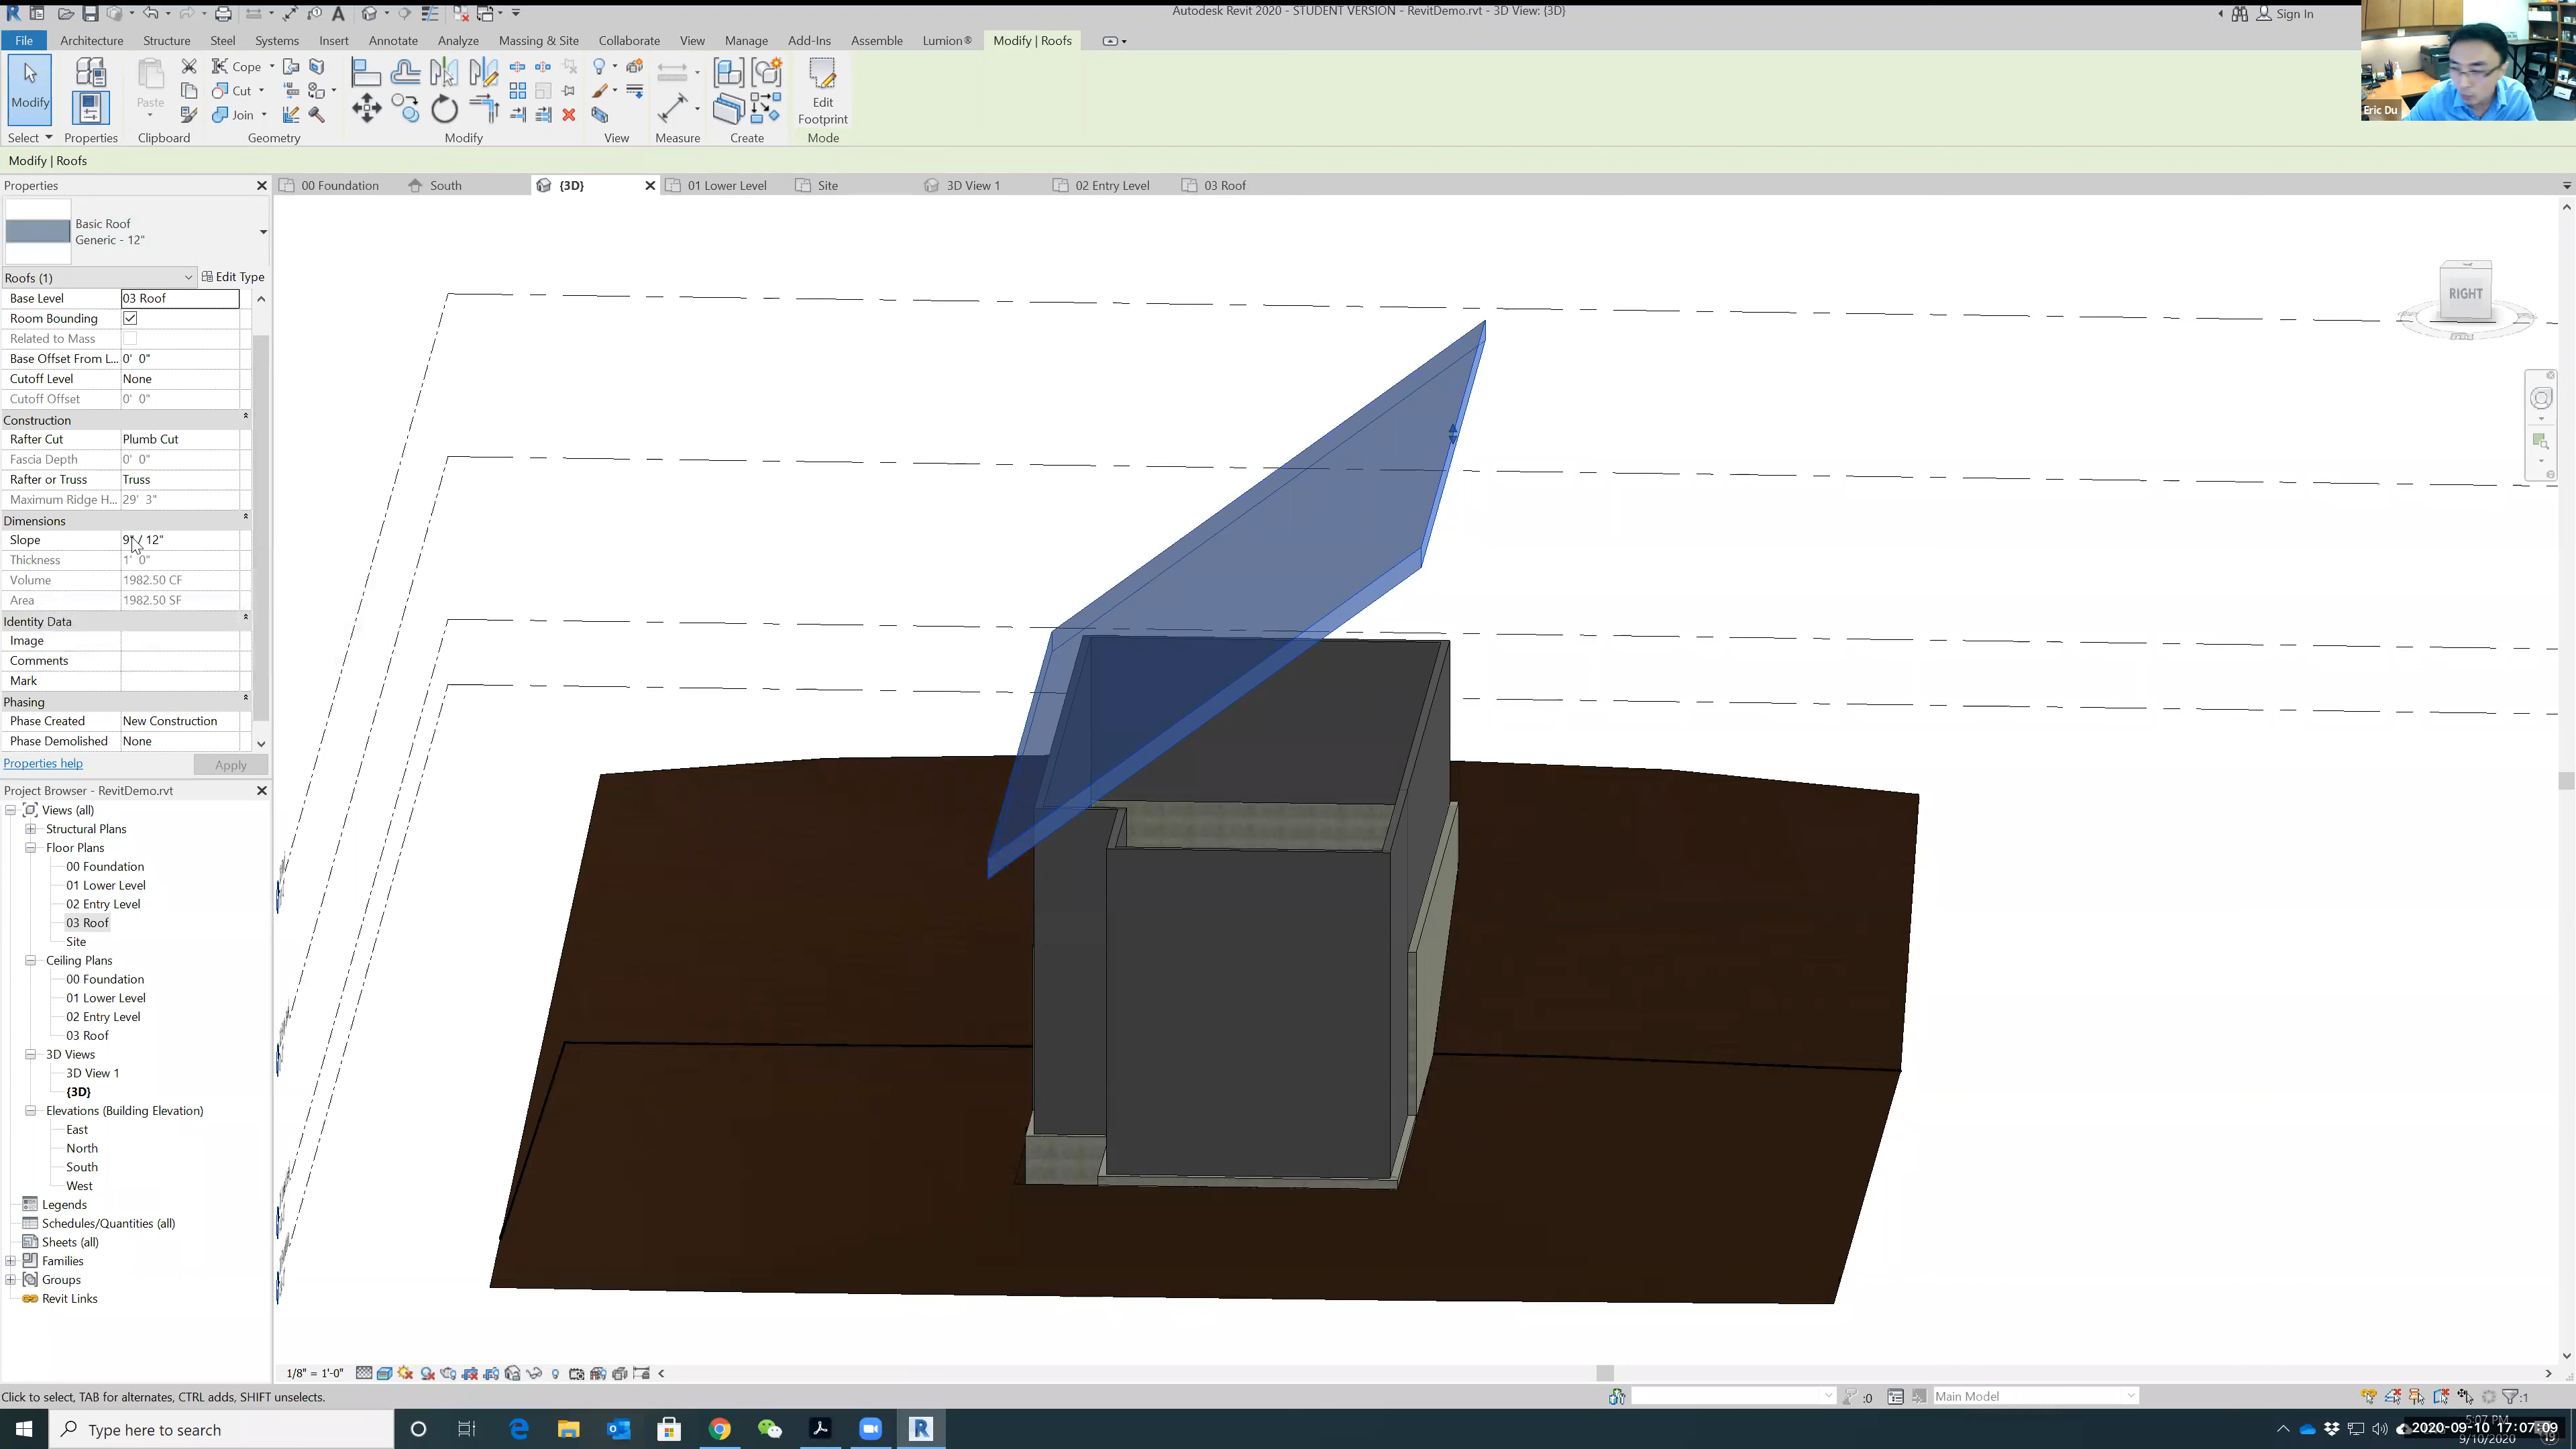 Autodesk Revit 2020 - STUDENT VERSION - RevitDemo.rvt - 3D View: {3D}
Sign In
File Architecture Structure Steel Systems Insert Annotate Analyze Massing & Site Collaborate View Manage Add-Ins Assemble Lumion® Modify | Roofs
Modify
Paste
Cope
Cut
Join
Edit
Footprint
Select Properties Clipboard Geometry Modify View Measure Create Mode
Eric Du
Modify | Roofs
Properties
00 Foundation South {3D} 01 Lower Level Site 3D View 1 02 Entry Level 03 Roof
Basic Roof
Generic - 12"
Roofs (1) Edit Type
Base Level 03 Roof
Room Bounding
Related to Mass
Base Offset From L... 0' 0"
Cutoff Level None
Cutoff Offset 0' 0"
Construction
Rafter Cut Plumb Cut
Fascia Depth 0' 0"
Rafter or Truss Truss
Maximum Ridge H... 29' 3"
Dimensions
Slope 9" / 12"
Thickness 1' 0"
Volume 1982.50 CF
Area 1982.50 SF
Identity Data
Image
Comments
Mark
Phasing
Phase Created New Construction
Phase Demolished None
Properties help Apply
RIGHT
Project Browser - RevitDemo.rvt
Views (all)
Structural Plans
Floor Plans
00 Foundation
01 Lower Level
02 Entry Level
03 Roof
Site
Ceiling Plans
00 Foundation
01 Lower Level
02 Entry Level
03 Roof
3D Views
3D View 1
{3D}
Elevations (Building Elevation)
East
North
South
West
Legends
Schedules/Quantities (all)
Sheets (all)
Families
Groups
Revit Links
1/8" = 1'-0"
Click to select, TAB for alternates, CTRL adds, SHIFT unselects.
:0 Main Model :1
Type here to search
5:07 PM
2020-09-10 17:07:09
9/10/2020